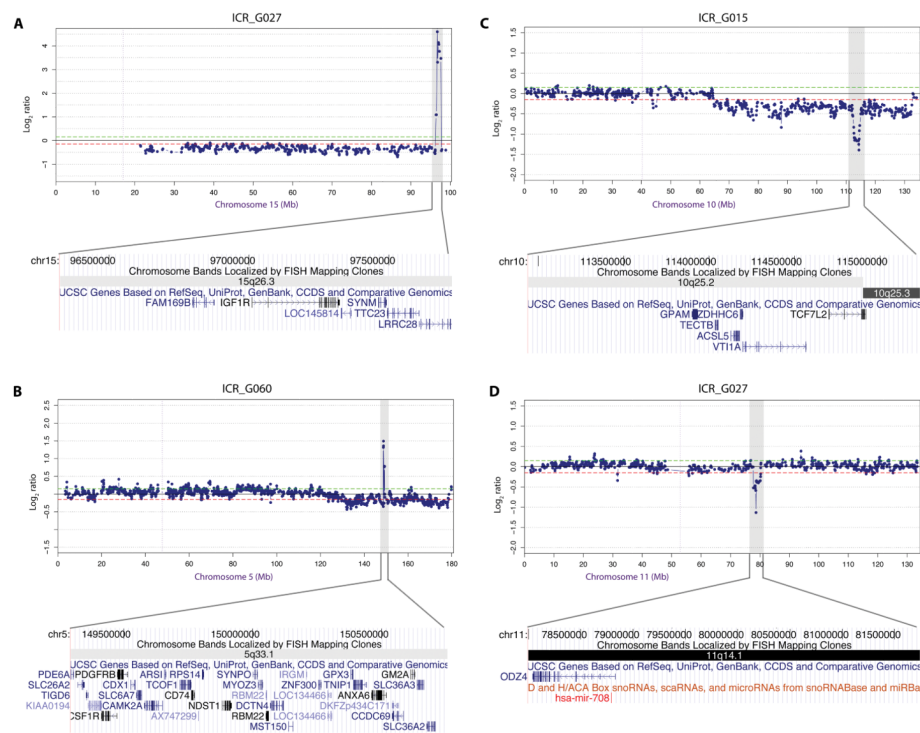 A
ICR_G027
4
3
2
1
0
−1
Log2 ratio
0 10 20 30 40 50 60 70 80 90 100
Chromosome 15 (Mb)
chr15: 96500000 97000000 97500000
Chromosome Bands Localized by FISH Mapping Clones
15q26.3
UCSC Genes Based on RefSeq, UniProt, GenBank, CCDS and Comparative Genomics
FAM169B IGF1R SYNM
LOC145814 TTC23
LRRC28
B
ICR_G060
2.5
1.5
0.5
0.0
−0.5
−1.5
Log2 ratio
0 20 40 60 80 100 120 140 160 180
Chromosome 5 (Mb)
chr5: 149500000 150000000 150500000
Chromosome Bands Localized by FISH Mapping Clones
5q33.1
UCSC Genes Based on RefSeq, UniProt, GenBank, CCDS and Comparative Genomics
PDE6A PDGFRB ARSI RPS14 SYNPO IRGM GPX3 GM2A
SLC26A2 CDX1 TCOF1 MYOZ3 ZNF300 TNIP1 SLC36A3
TIGD6 SLC6A7 CD74 RBM22 LOC134466 ANXA6
KIAA0194 CAMK2A NDST1 DCTN4 DKFZp434C171
CSF1R AX747299 RBM22 LOC134466 CCDC69
MST150 SLC36A2
C
ICR_G015
1.5
1.0
0.5
0.0
−0.5
−1.0
−1.5
−2.0
Log2 ratio
0 10 20 30 40 50 60 70 80 90 100 110 120 130
Chromosome 10 (Mb)
chr10: 113500000 114000000 114500000 115000000
Chromosome Bands Localized by FISH Mapping Clones
10q25.2
10q25.3
UCSC Genes Based on RefSeq, UniProt, GenBank, CCDS and Comparative Genomics
GPAM ZDHHC6 TCF7L2
TECTB
ACSL5
VTI1A
D
ICR_G027
1.5
1.0
0.5
0.0
−0.5
−1.0
−1.5
−2.0
Log2 ratio
0 10 20 30 40 50 60 70 80 90 100 110 120 130
Chromosome 11 (Mb)
chr11: 78500000 79000000 79500000 80000000 80500000 81000000 81500000
Chromosome Bands Localized by FISH Mapping Clones
11q14.1
UCSC Genes Based on RefSeq, UniProt, GenBank, CCDS and Comparative Genomics
ODZ4
D and H/ACA Box snoRNAs, scaRNAs, and microRNAs from snoRNABase and miRBa
hsa-mir-708